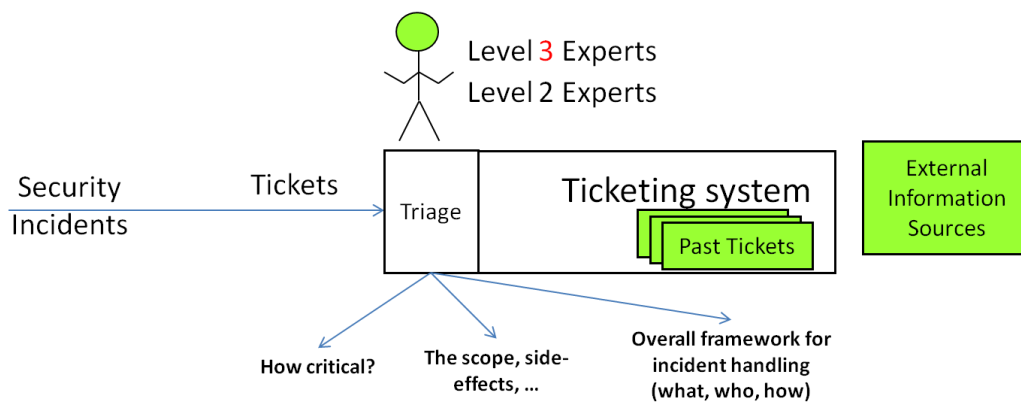 Level 3 Experts
Level 2 Experts
Security
Incidents
Tickets
Triage
Ticketing system
Past Tickets
External
Information
Sources
How critical?
The scope, side-
effects, ...
Overall framework for
incident handling
(what, who, how)